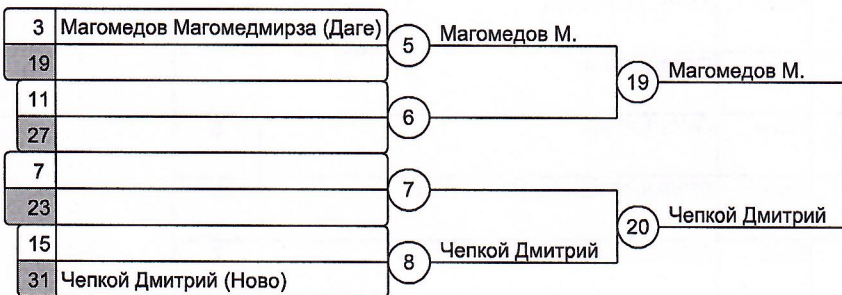 3 Магомедов Магомедмирза (Даге)
5 Магомедов М.
19
19 Магомедов М.
11
6
27
7
7
23
20 Чепкой Дмитрий
15
8 Чепкой Дмитрий
31 Чепкой Дмитрий (Ново)